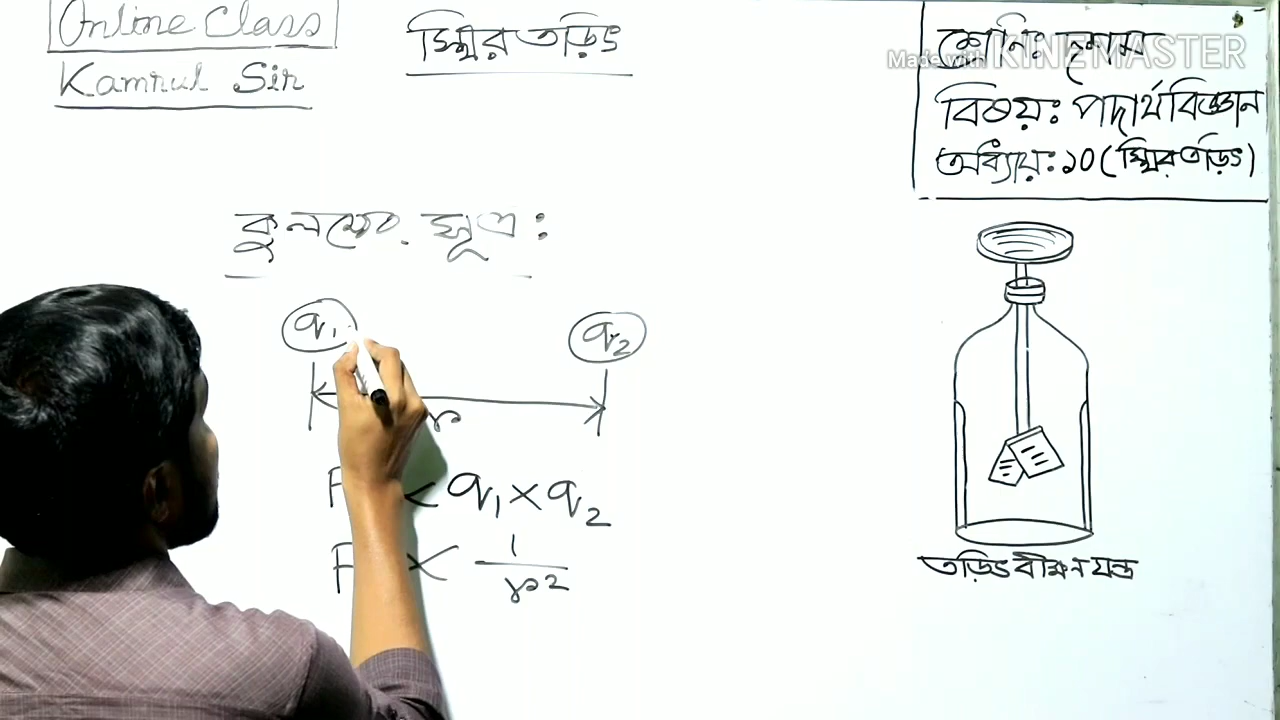 Online Class
Kamrul Sir
স্থির তড়িৎ
Made with KINEMASTER
শ্রেণিঃ দশম
বিষয়ঃ পদার্থবিজ্ঞান
অধ্যায়ঃ ১০ (স্থির তড়িৎ)
কুলম্বের সূত্র:
q₁
q₂
r
F ∝ q₁ × q₂
F ∝ 1/r²
তড়িৎ বীক্ষণ যন্ত্র